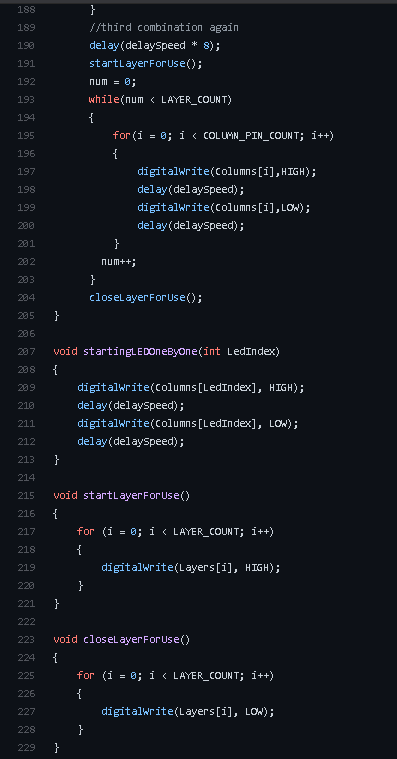 188 }
189 //third combination again
190 delay(delaySpeed * 8);
191 startLayerForUse();
192 num = 0;
193 while(num < LAYER_COUNT)
194 {
195 for(i = 0; i < COLUMN_PIN_COUNT; i++)
196 {
197 digitalWrite(Columns[i],HIGH);
198 delay(delaySpeed);
199 digitalWrite(Columns[i],LOW);
200 delay(delaySpeed);
201 }
202 num++;
203 }
204 closeLayerForUse();
205 }
206
207 void startingLEDOneByOne(int LedIndex)
208 {
209 digitalWrite(Columns[LedIndex], HIGH);
210 delay(delaySpeed);
211 digitalWrite(Columns[LedIndex], LOW);
212 delay(delaySpeed);
213 }
214
215 void startLayerForUse()
216 {
217 for (i = 0; i < LAYER_COUNT; i++)
218 {
219 digitalWrite(Layers[i], HIGH);
220 }
221 }
222
223 void closeLayerForUse()
224 {
225 for (i = 0; i < LAYER_COUNT; i++)
226 {
227 digitalWrite(Layers[i], LOW);
228 }
229 }